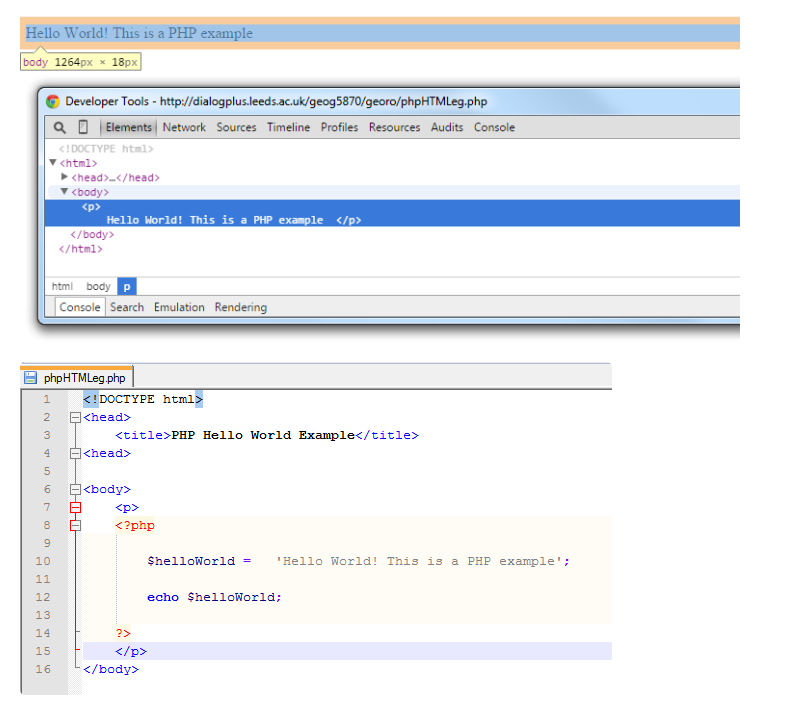 Hello World! This is a PHP example
body 1264px × 18px
Developer Tools - http://dialogplus.leeds.ac.uk/geog5870/georo/phpHTMLeg.php
Elements Network Sources Timeline Profiles Resources Audits Console
<!DOCTYPE html>
▼<html>
▶<head>…</head>
▼<body>
<p>
Hello World! This is a PHP example </p>
</body>
</html>
html body p
Console Search Emulation Rendering
phpHTMLeg.php
1 <!DOCTYPE html>
2 <head>
3 <title>PHP Hello World Example</title>
4 <head>
5
6 <body>
7 <p>
8 <?php
9
10 $helloWorld = 'Hello World! This is a PHP example';
11
12 echo $helloWorld;
13
14 ?>
15 </p>
16 </body>